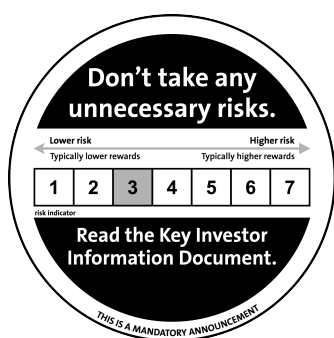 Don’t take any
unnecessary risks.
Lower risk Higher risk
Typically lower rewards Typically higher rewards
1 2 3 4 5 6 7
risk indicator
Read the Key Investor
Information Document.
THIS IS A MANDATORY ANNOUNCEMENT